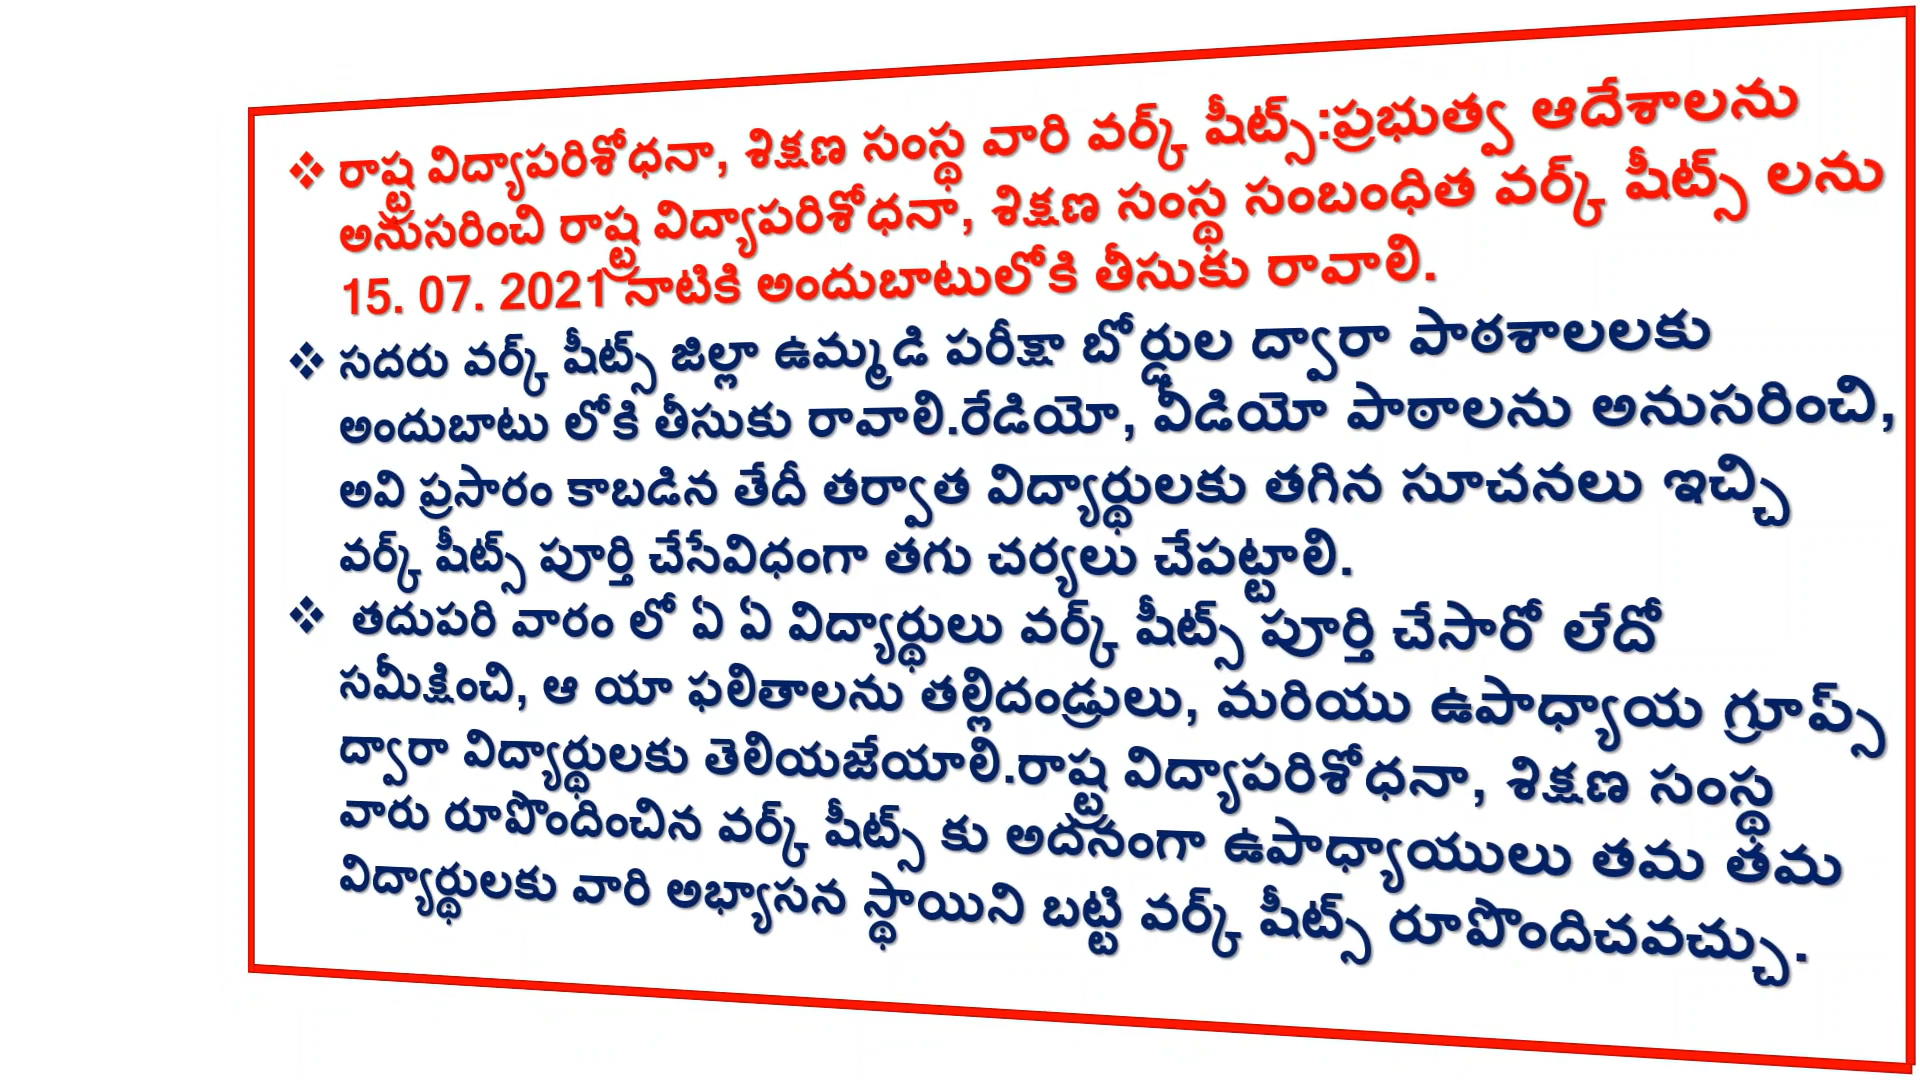 ❖ రాష్ట్ర విద్యాపరిశోధనా, శిక్షణ సంస్థ వారి వర్క్ షీట్స్:ప్రభుత్వ ఆదేశాలను
అనుసరించి రాష్ట్ర విద్యాపరిశోధనా, శిక్షణ సంస్థ సంబంధిత వర్క్ షీట్స్ లను
15. 07. 2021 నాటికి అందుబాటులోకి తీసుకు రావాలి.
❖ సదరు వర్క్ షీట్స్ జిల్లా ఉమ్మడి పరీక్షా బోర్డుల ద్వారా పాఠశాలలకు
అందుబాటు లోకి తీసుకు రావాలి.రేడియో, వీడియో పాఠాలను అనుసరించి,
అవి ప్రసారం కాబడిన తేదీ తర్వాత విద్యార్థులకు తగిన సూచనలు ఇచ్చి
వర్క్ షీట్స్ పూర్తి చేసేవిధంగా తగు చర్యలు చేపట్టాలి.
❖ తదుపరి వారం లో ఏ ఏ విద్యార్థులు వర్క్ షీట్స్ పూర్తి చేసారో లేదో
సమీక్షించి, ఆ యా ఫలితాలను తల్లిదండ్రులు, మరియు ఉపాధ్యాయ గ్రూప్స్
ద్వారా విద్యార్థులకు తెలియజేయాలి.రాష్ట్ర విద్యాపరిశోధనా, శిక్షణ సంస్థ
వారు రూపొందించిన వర్క్ షీట్స్ కు అదనంగా ఉపాధ్యాయులు తమ తమ
విద్యార్థులకు వారి అభ్యాసన స్థాయిని బట్టి వర్క్ షీట్స్ రూపొందిచవచ్చు.